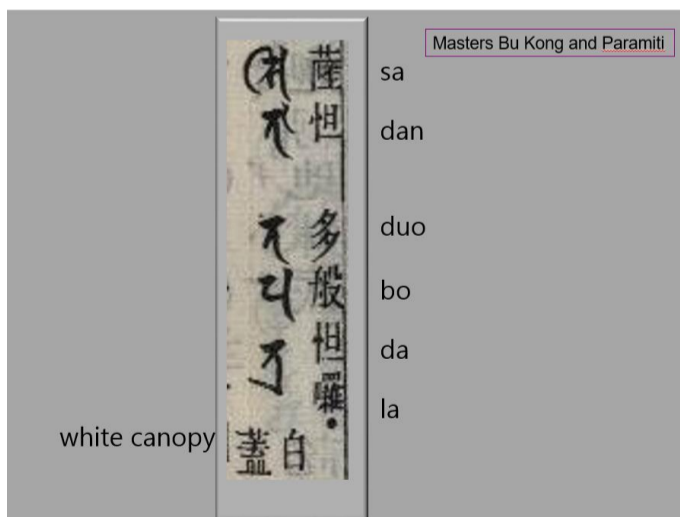 Masters Bu Kong and Paramiti
薩怛多般怛囉
白蓋
sa
dan
duo
bo
da
la
white canopy